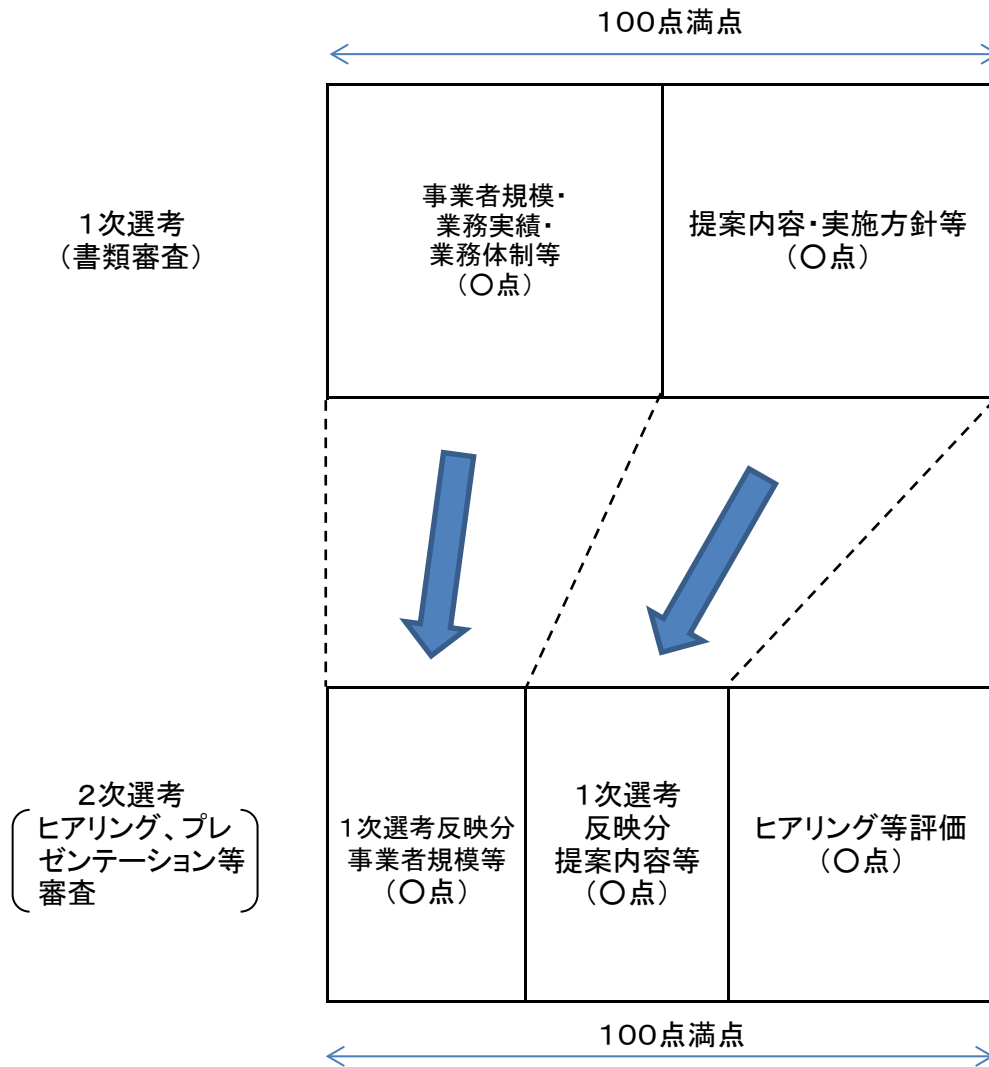 100点満点
1次選考
（書類審査）
事業者規模・
業務実績・
業務体制等
（〇点）
提案内容・実施方針等
（〇点）
2次選考
ヒアリング、プレ
ゼンテーション等
審査
1次選考反映分
事業者規模等
（〇点）
1次選考
反映分
提案内容等
（〇点）
ヒアリング等評価
（〇点）
100点満点